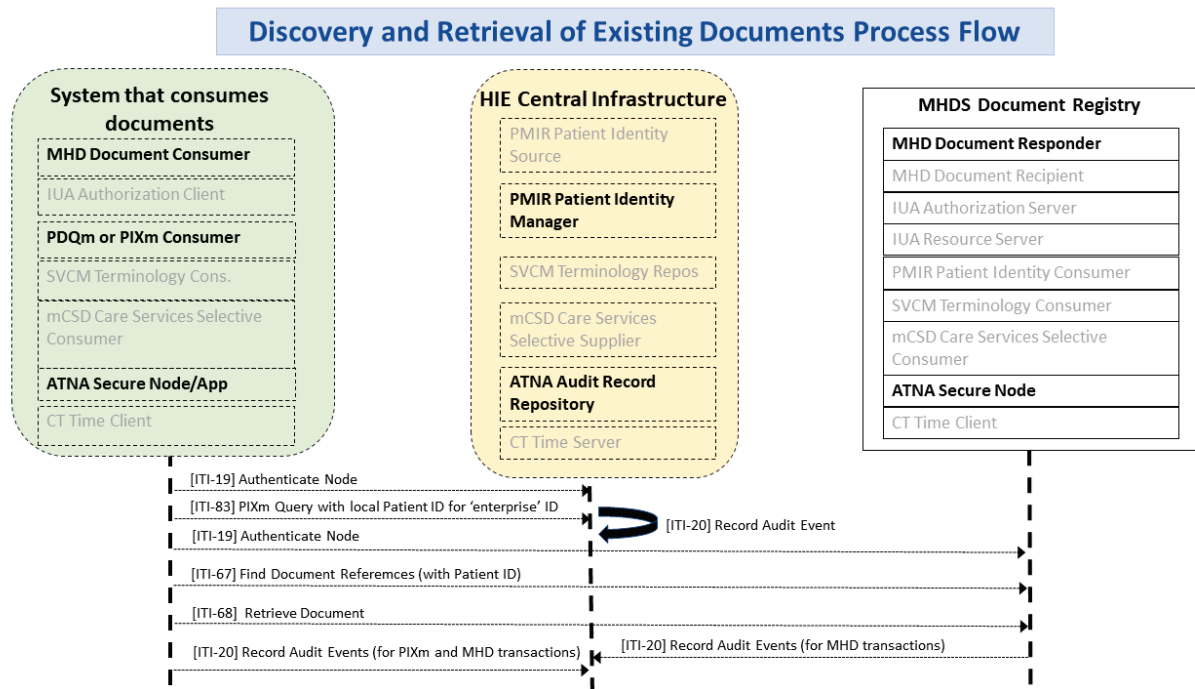 Discovery and Retrieval of Existing Documents Process Flow
System that consumes
documents
MHD Document Consumer
IUA Authorization Client
PDQm or PIXm Consumer
SVCM Terminology Cons.
mCSD Care Services Selective
Consumer
ATNA Secure Node/App
CT Time Client
HIE Central Infrastructure
PMIR Patient Identity
Source
PMIR Patient Identity
Manager
SVCM Terminology Repos
mCSD Care Services
Selective Supplier
ATNA Audit Record
Repository
CT Time Server
MHDS Document Registry
MHD Document Responder
MHD Document Recipient
IUA Authorization Server
IUA Resource Server
PMIR Patient Identity Consumer
SVCM Terminology Consumer
mCSD Care Services Selective
Consumer
ATNA Secure Node
CT Time Client
[ITI-19] Authenticate Node
[ITI-83] PIXm Query with local Patient ID for ‘enterprise’ ID
[ITI-20] Record Audit Event
[ITI-19] Authenticate Node
[ITI-67] Find Document References (with Patient ID)
[ITI-68] Retrieve Document
[ITI-20] Record Audit Events (for PIXm and MHD transactions)
[ITI-20] Record Audit Events (for MHD transactions)